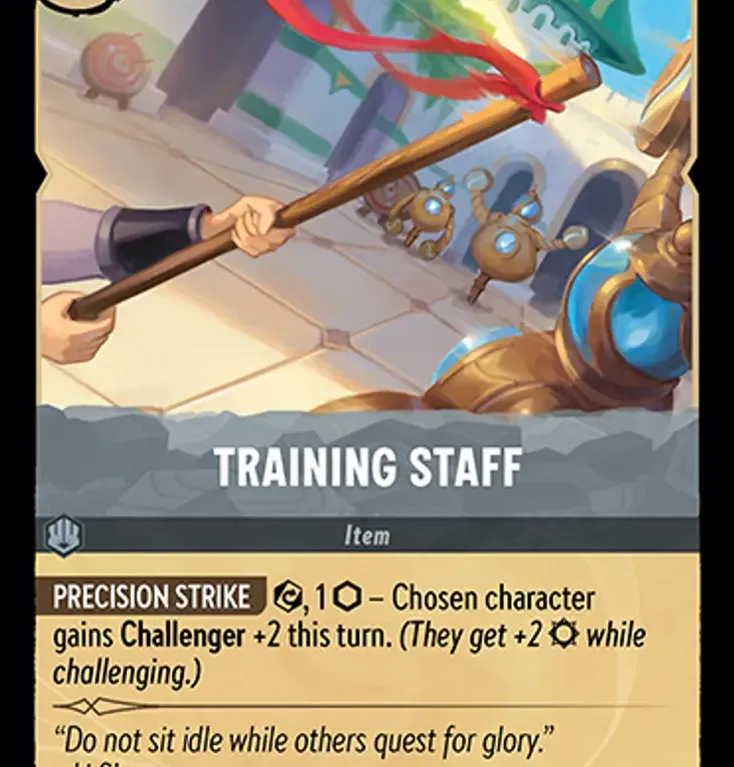 TRAINING STAFF
Item
PRECISION STRIKE , 1 – Chosen character
gains Challenger +2 this turn. (They get +2 while
challenging.)
“Do not sit idle while others quest for glory.”